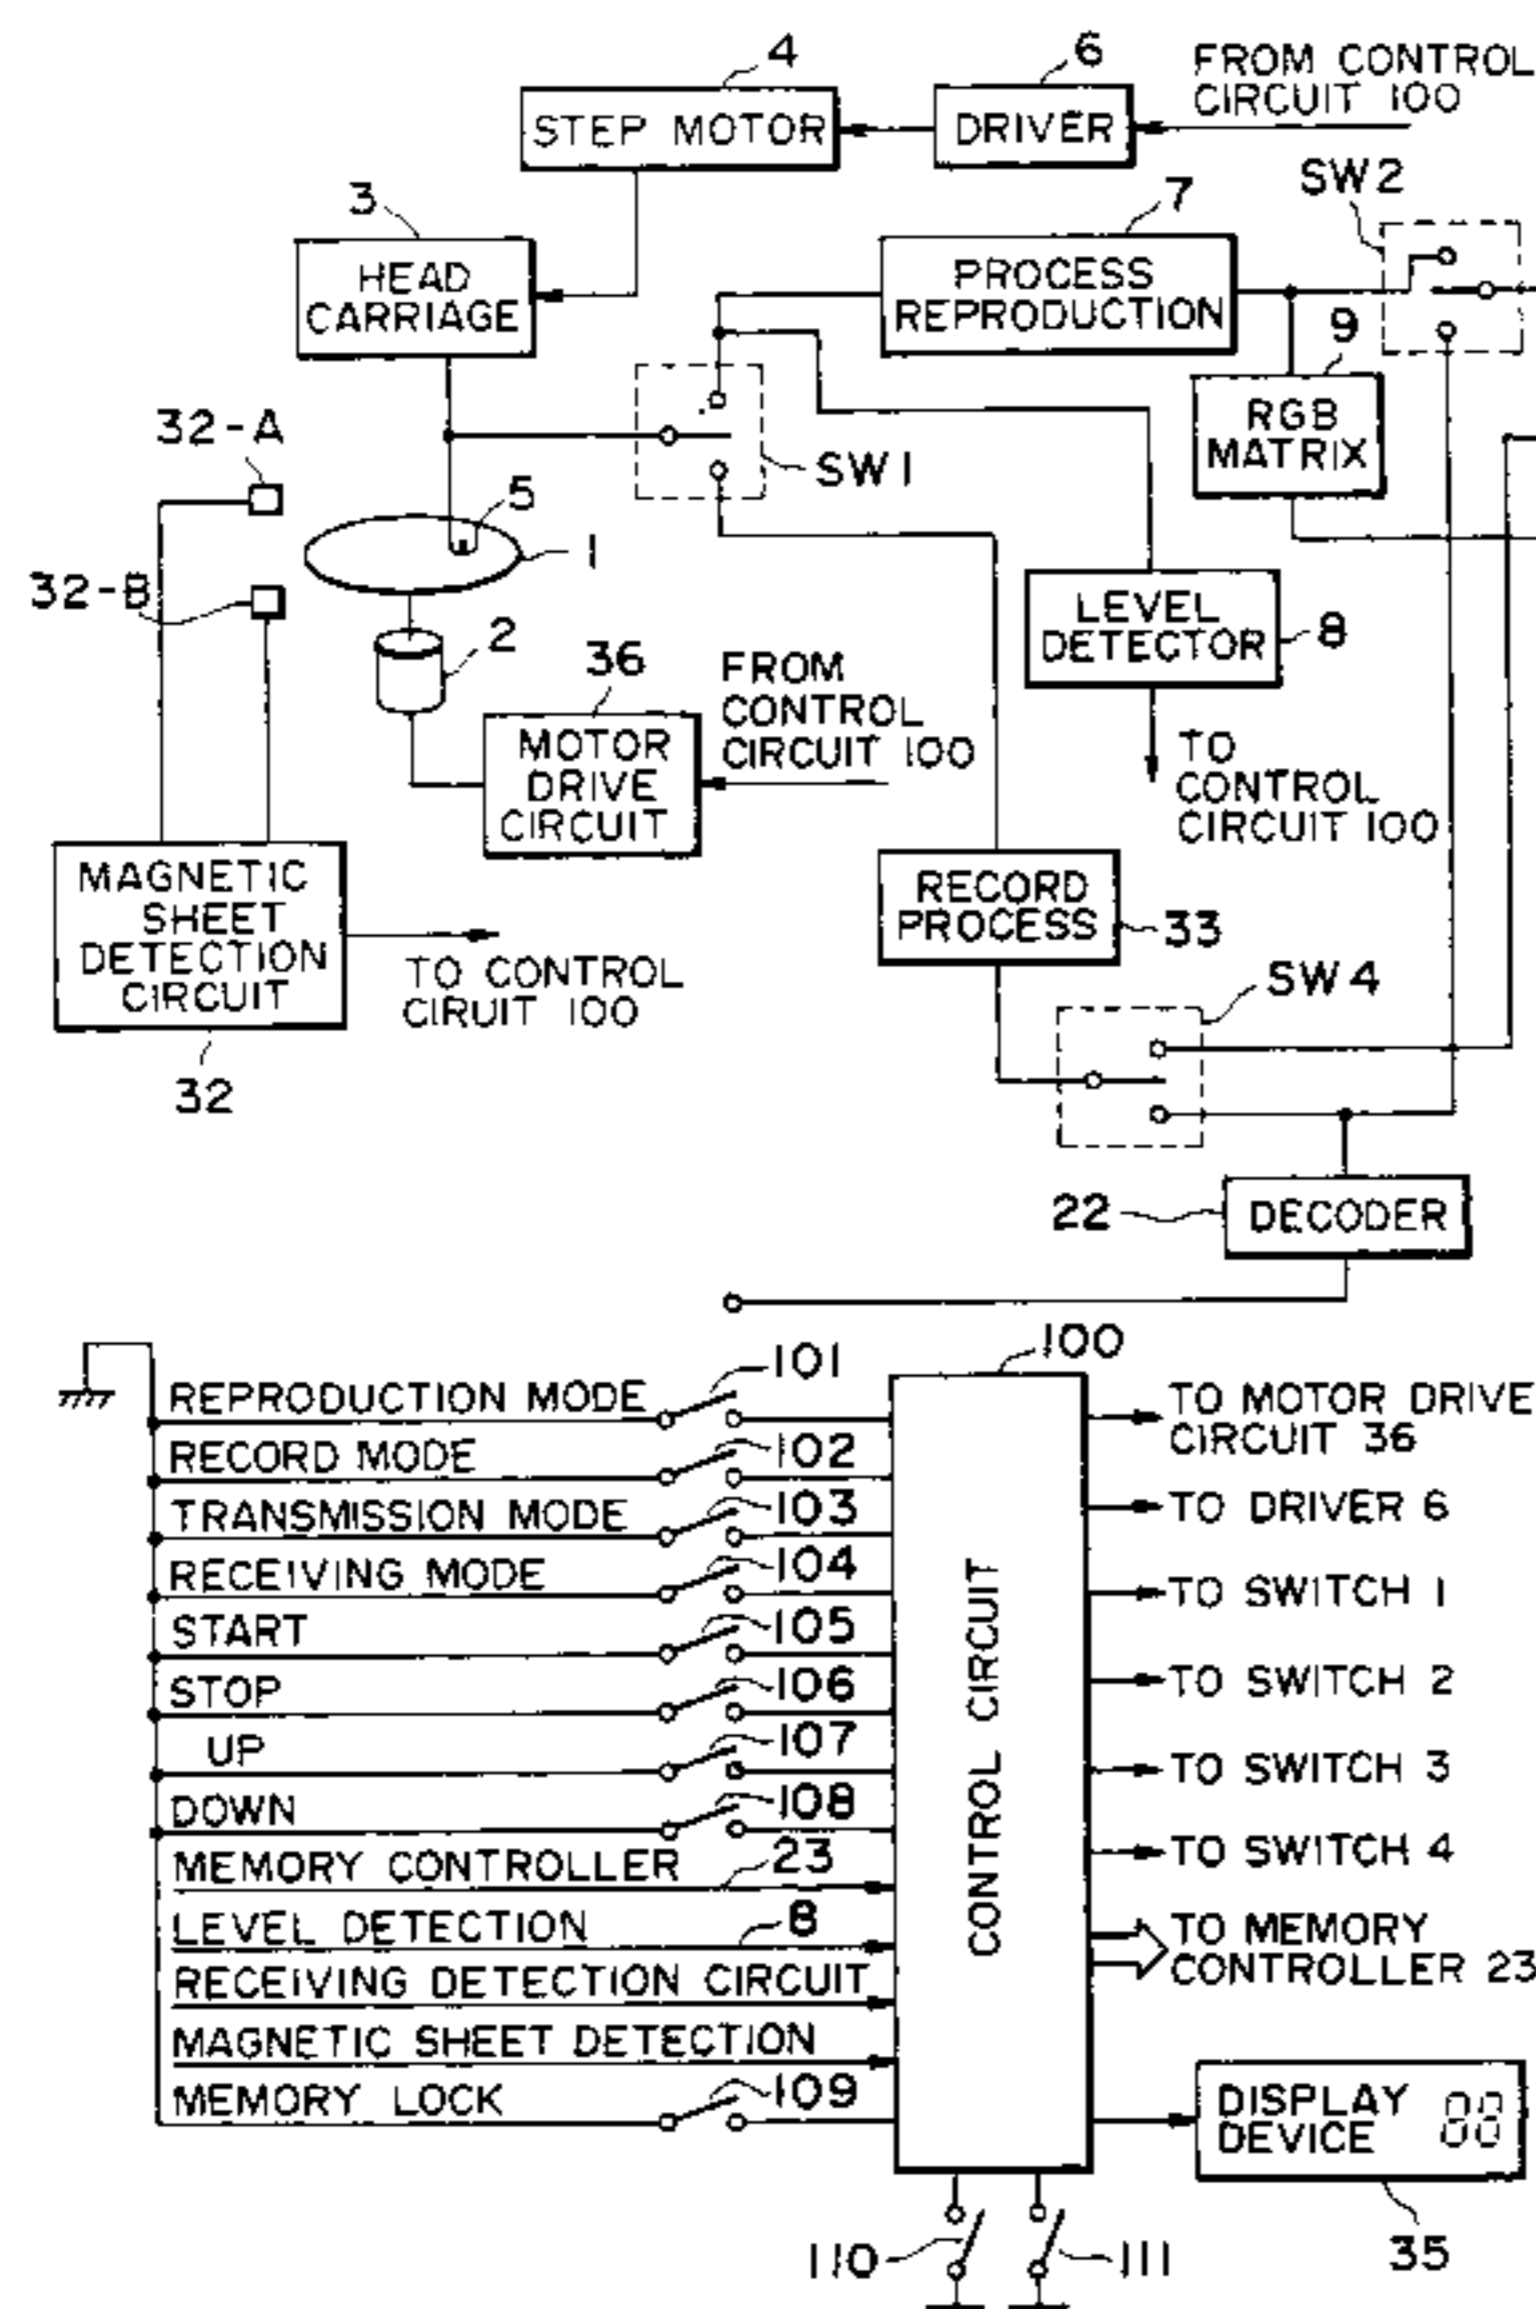 4
6
FROM CONTROL
CIRCUIT 100
STEP MOTOR
DRIVER
SW2
3
7
HEAD
CARRIAGE
PROCESS
REPRODUCTION
9
RGB
MATRIX
32-A
SW1
5
1
32-B
LEVEL
DETECTOR
8
2
36
FROM
CONTROL
CIRCUIT 100
MOTOR
DRIVE
CIRCUIT
TO
CONTROL
CIRCUIT 100
MAGNETIC
SHEET
DETECTION
CIRCUIT
RECORD
PROCESS
33
TO CONTROL
CIRUIT 100
SW4
32
22
DECODER
100
101
REPRODUCTION MODE
TO MOTOR DRIVE
CIRCUIT 36
RECORD MODE
102
TRANSMISSION MODE
103
TO DRIVER 6
RECEIVING MODE
104
TO SWITCH 1
START
105
STOP
106
TO SWITCH 2
UP
107
TO SWITCH 3
DOWN
108
CONTROL CIRCUIT
MEMORY CONTROLLER
23
TO SWITCH 4
LEVEL DETECTION
8
TO MEMORY
CONTROLLER 23
RECEIVING DETECTION CIRCUIT
MAGNETIC SHEET DETECTION
MEMORY LOCK
109
DISPLAY
DEVICE
88
110
111
35